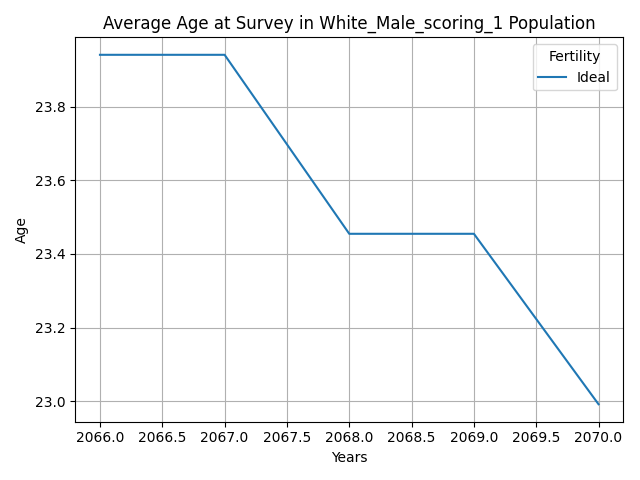 Average Age at Survey in White_Male_scoring_1 Population
Fertility
Ideal
23.8
23.6
23.4
23.2
23.0
Age
2066.0 2066.5 2067.0 2067.5 2068.0 2068.5 2069.0 2069.5 2070.0
Years